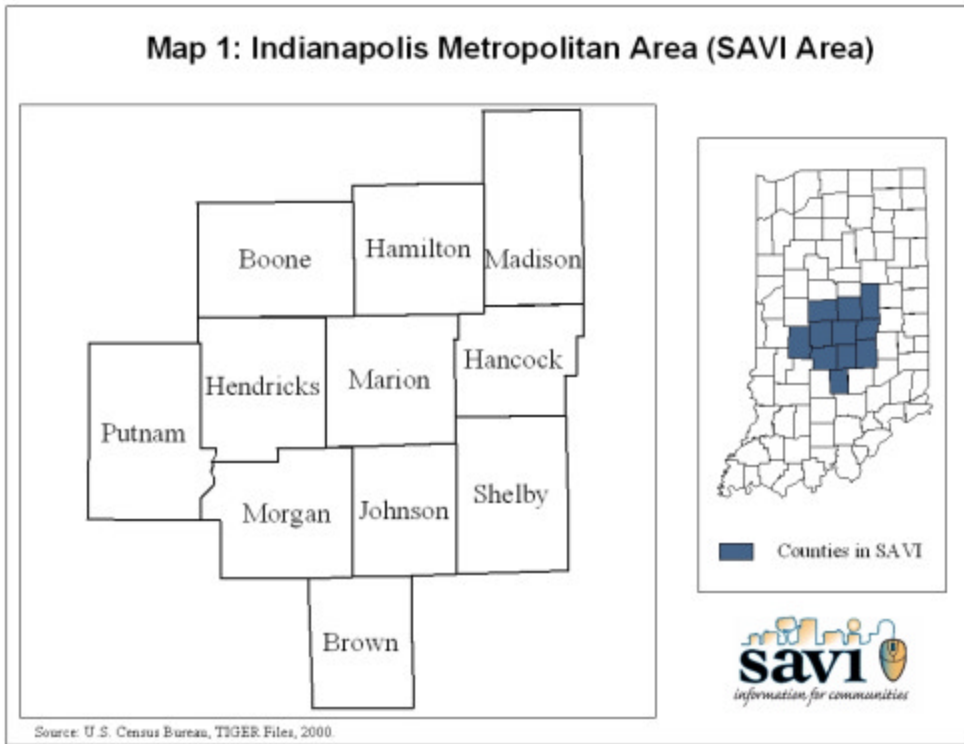 Map 1: Indianapolis Metropolitan Area (SAVI Area)
Boone
Hamilton
Madison
Putnam
Hendricks
Marion
Hancock
Morgan
Johnson
Shelby
Brown
Counties in SAVI
savi
information for communities
Source: U.S. Census Bureau, TIGER Files, 2000.